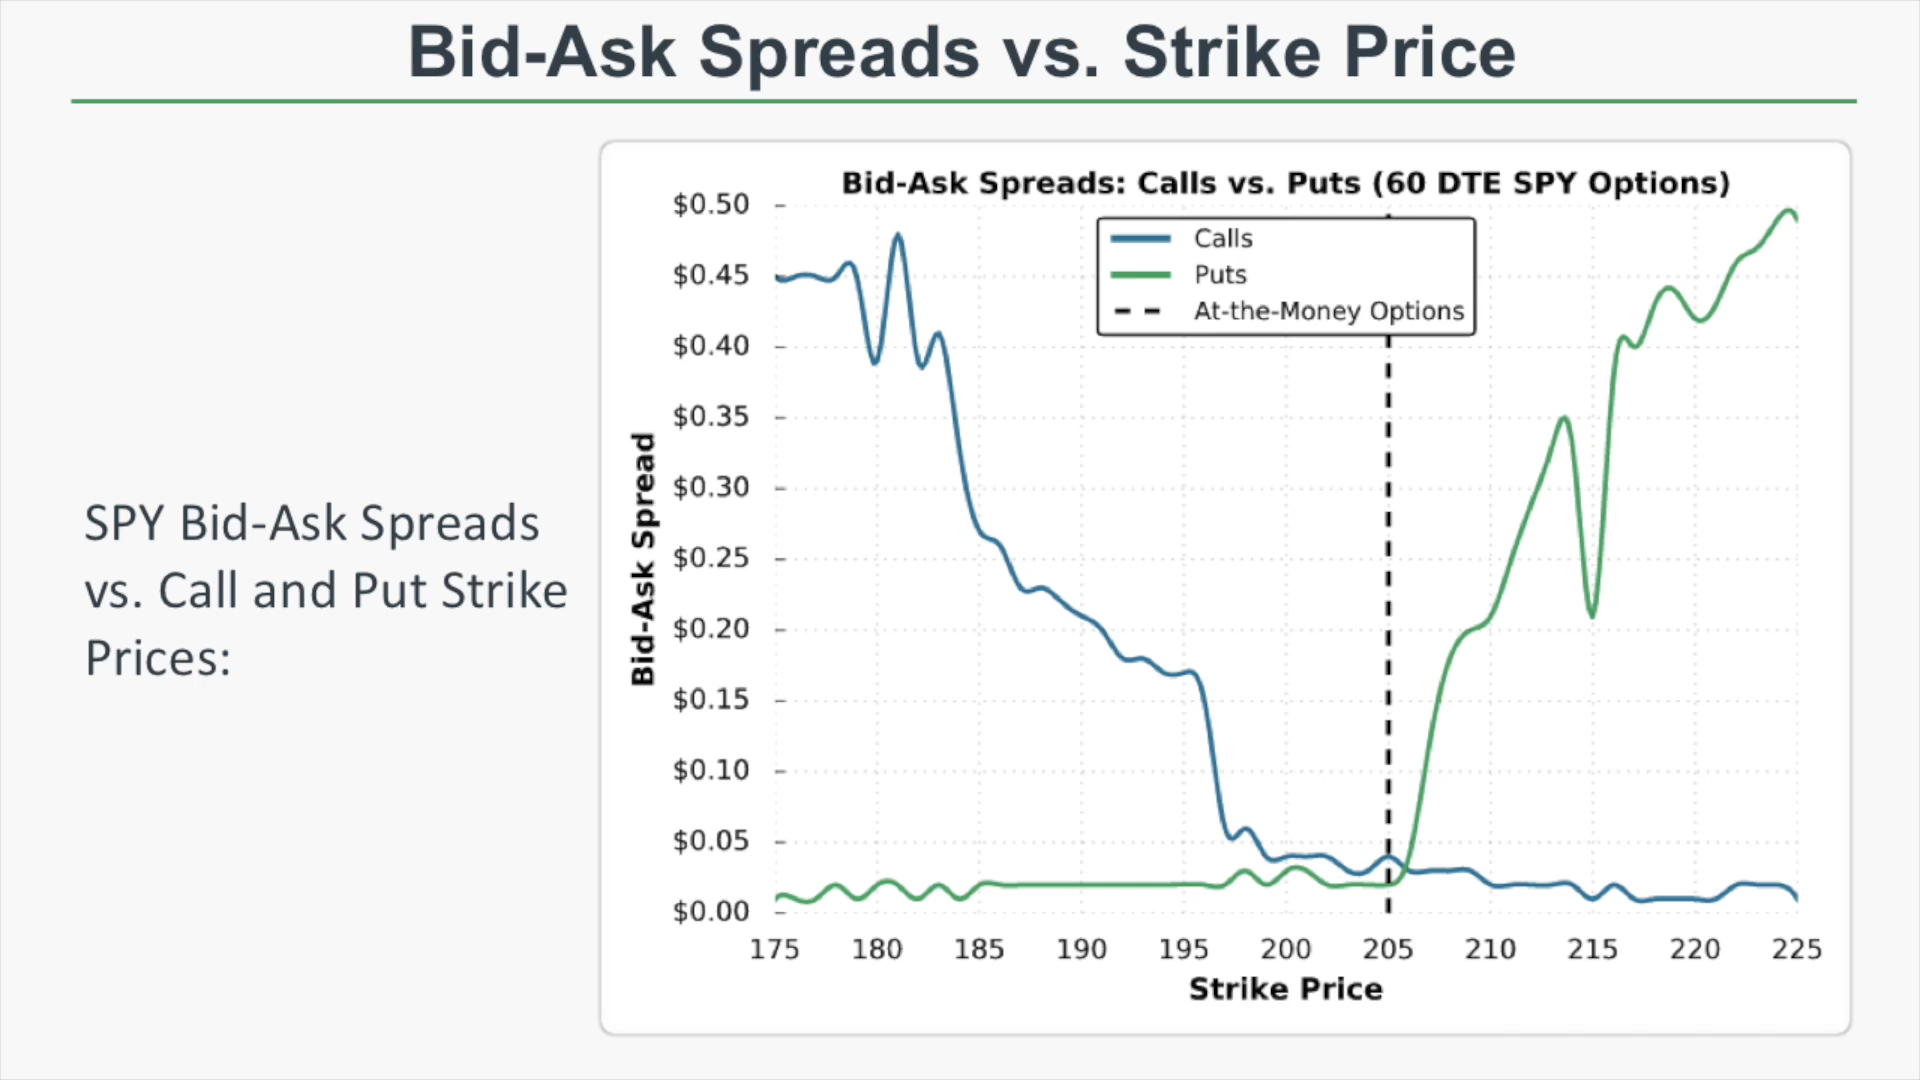 Bid-Ask Spreads vs. Strike Price
SPY Bid-Ask Spreads
vs. Call and Put Strike
Prices:
Bid-Ask Spreads: Calls vs. Puts (60 DTE SPY Options)
Calls
Puts
At-the-Money Options
Bid-Ask Spread
$0.50
$0.45
$0.40
$0.35
$0.30
$0.25
$0.20
$0.15
$0.10
$0.05
$0.00
175 180 185 190 195 200 205 210 215 220 225
Strike Price